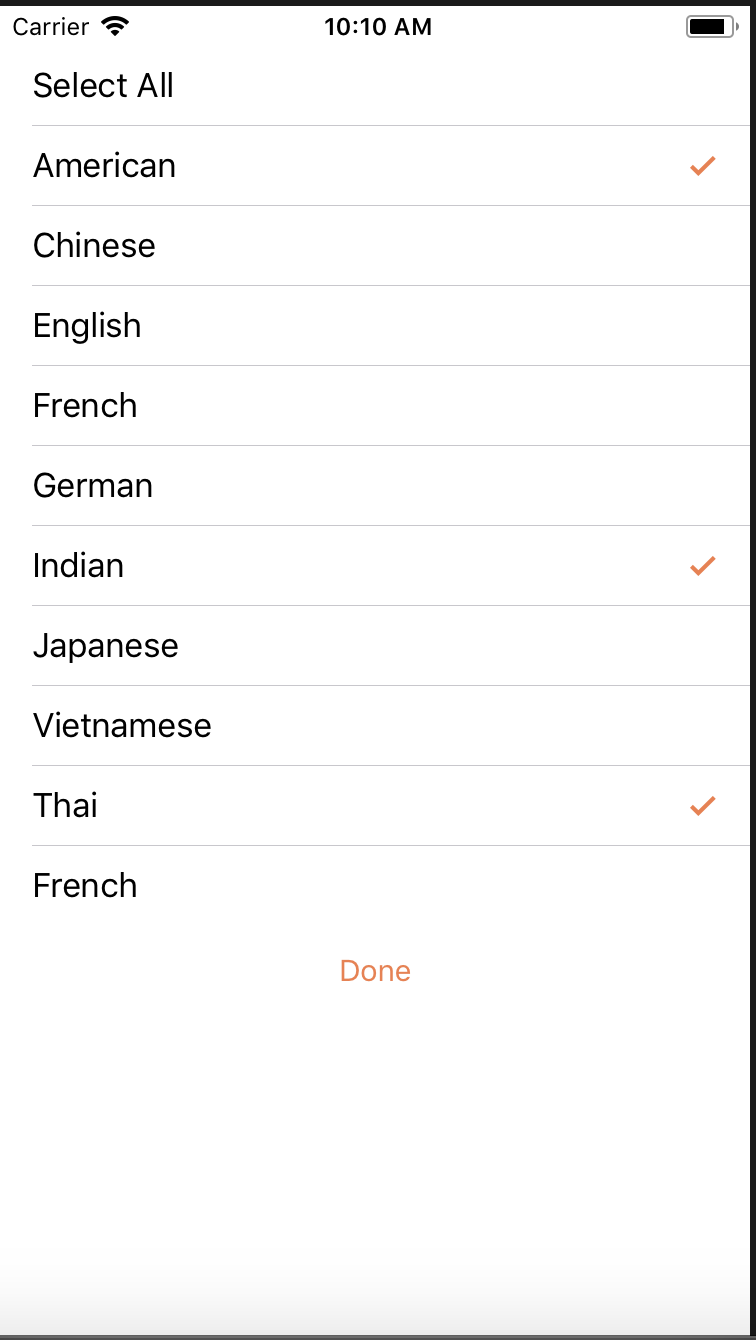 Carrier 10:10 AM
Select All
American
Chinese
English
French
German
Indian
Japanese
Vietnamese
Thai
French
Done